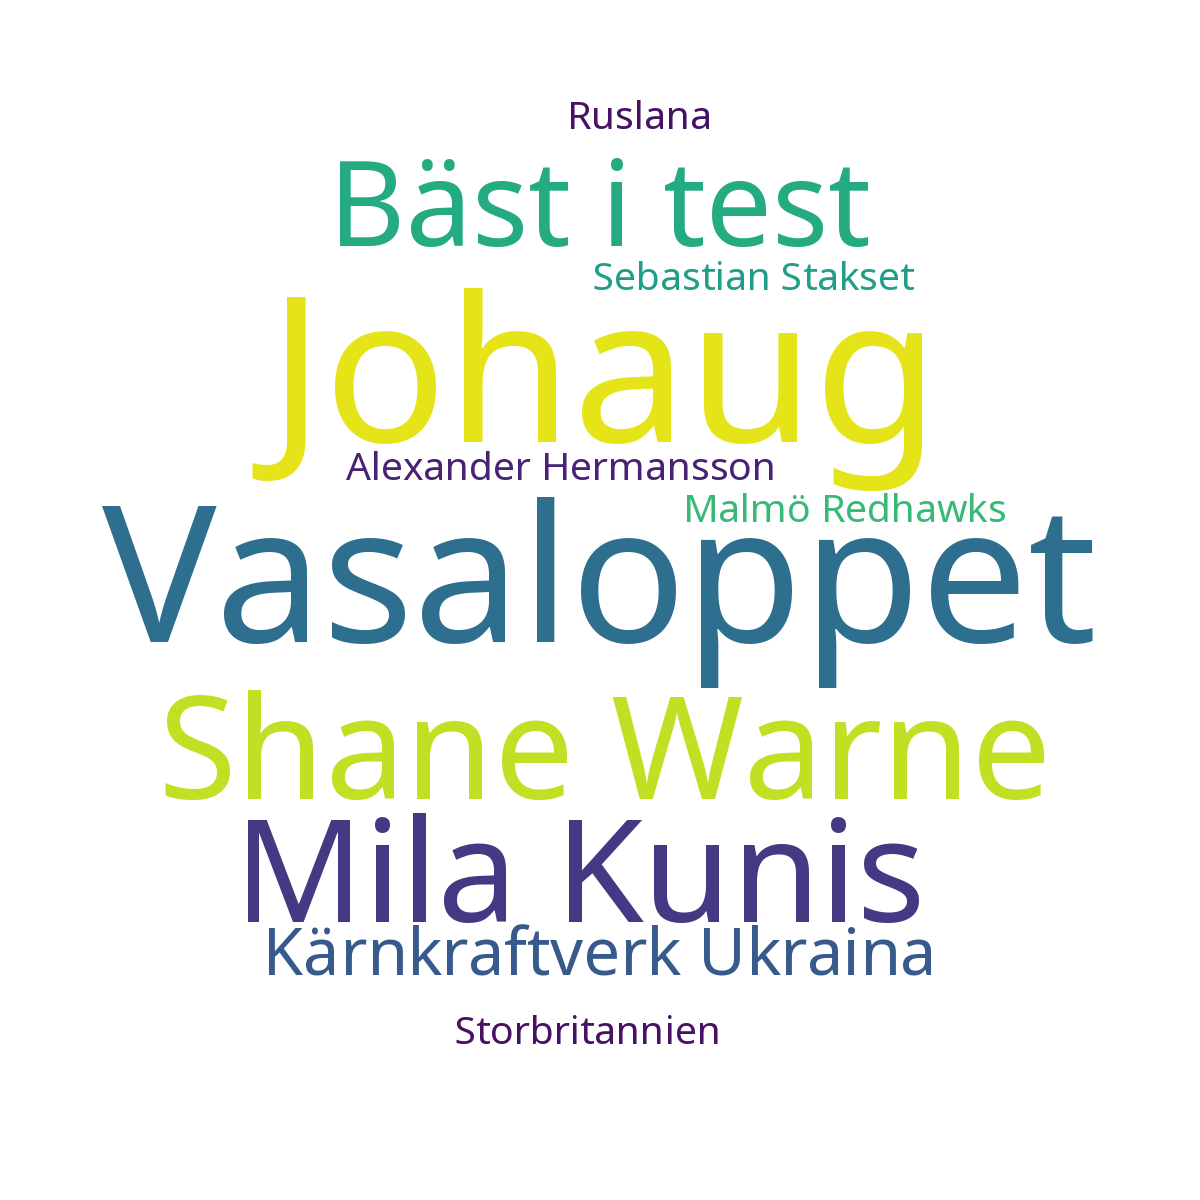 Ruslana
Bäst i test
Sebastian Stakset
Johaug
Alexander Hermansson
Malmö Redhawks
Vasaloppet
Shane Warne
Mila Kunis
Kärnkraftverk Ukraina
Storbritannien